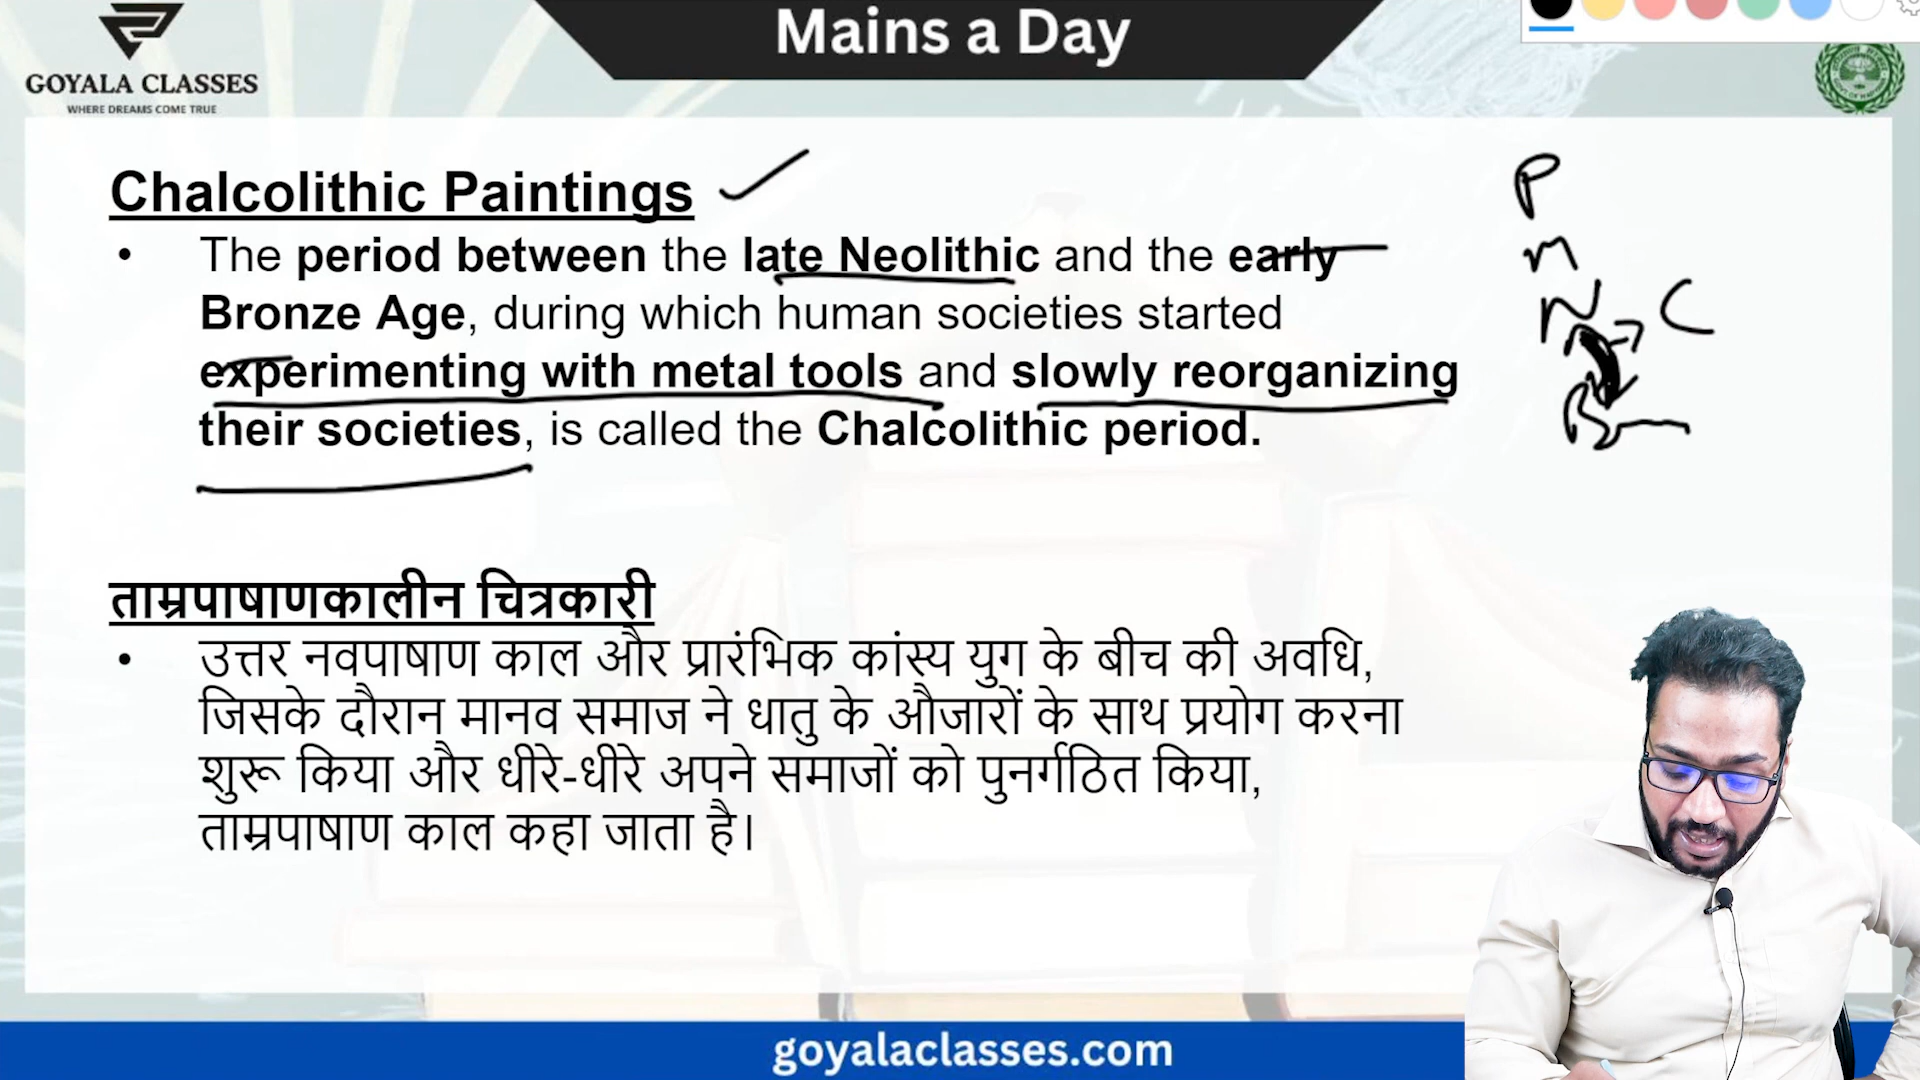 Mains a Day
GOYALA CLASSES
WHERE DREAMS COME TRUE
Chalcolithic Paintings
P
• The period between the late Neolithic and the early
m
Bronze Age, during which human societies started
N → C
experimenting with metal tools and slowly reorganizing
their societies, is called the Chalcolithic period.
B
ताम्रपाषाणकालीन चित्रकारी
• उत्तर नवपाषाण काल और प्रारंभिक कांस्य युग के बीच की अवधि,
जिसके दौरान मानव समाज ने धातु के औजारों के साथ प्रयोग करना
शुरू किया और धीरे-धीरे अपने समाजों को पुनर्गठित किया,
ताम्रपाषाण काल कहा जाता है।
goyalaclasses.com